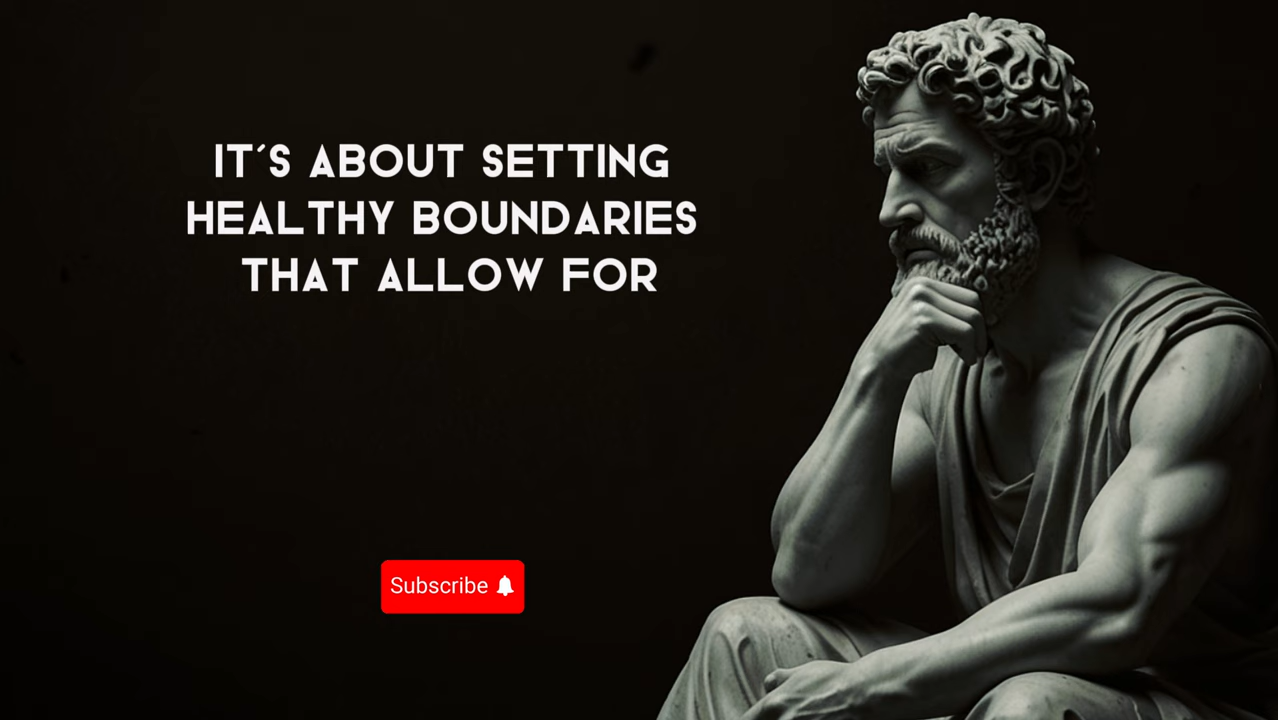 IT´S ABOUT SETTING
HEALTHY BOUNDARIES
THAT ALLOW FOR
Subscribe